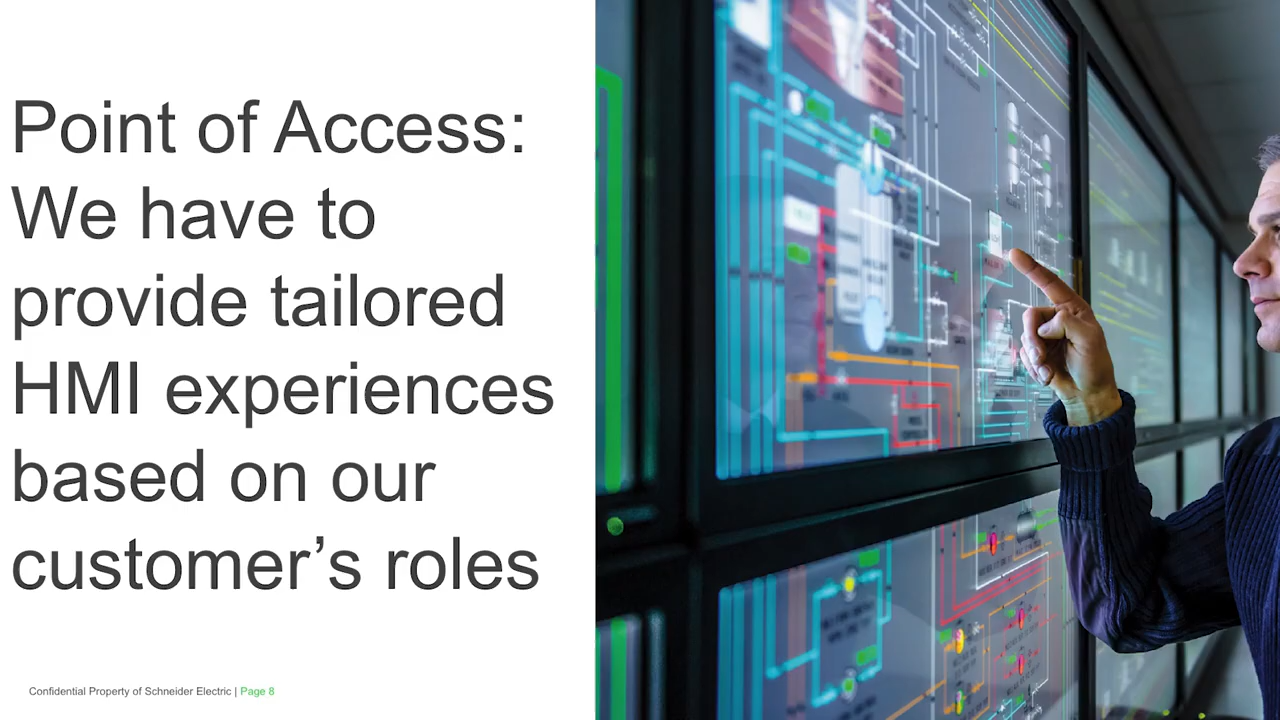 Point of Access:
We have to
provide tailored
HMI experiences
based on our
customer’s roles
Confidential Property of Schneider Electric | Page 8